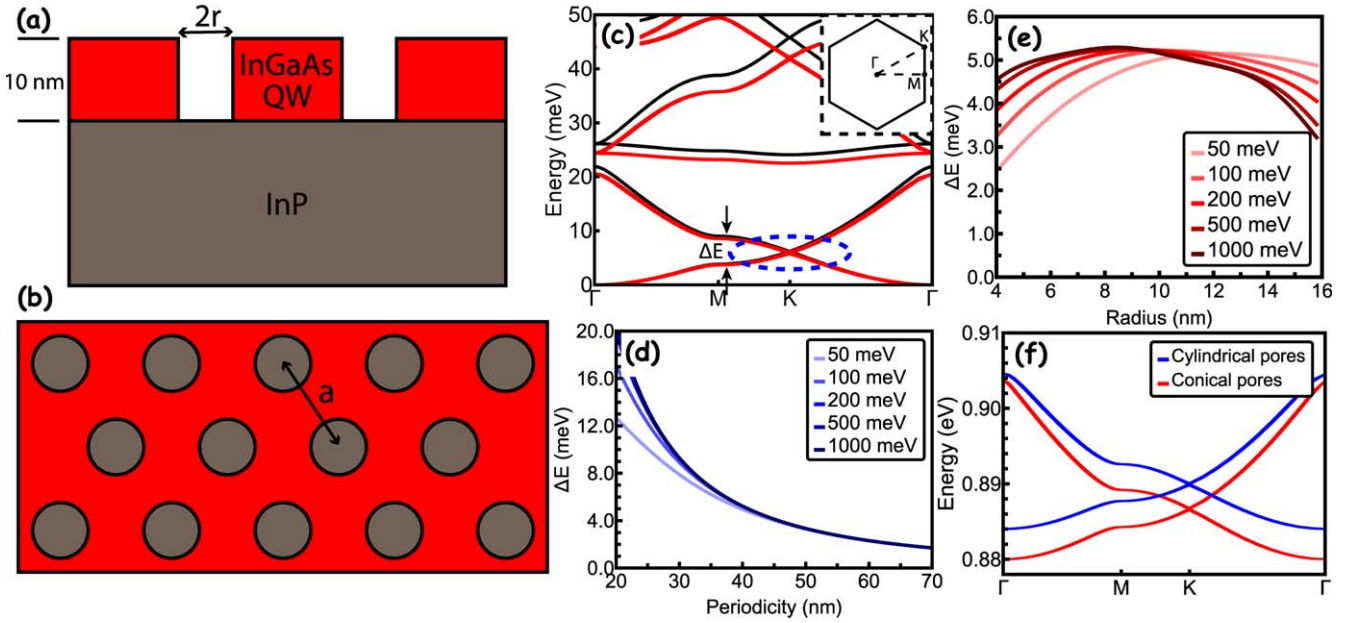 (a)
2r
10 nm
InGaAs
QW
InP
(b)
a
(c)
50
40
30
20
10
0
Energy (meV)
ΔE
Γ
M
K
Γ
K
Γ
M
(d)
20.0
16.0
12.0
8.0
4.0
0.0
ΔE (meV)
50 meV
100 meV
200 meV
500 meV
1000 meV
20
30
40
50
60
70
Periodicity (nm)
(e)
6.0
5.0
4.0
3.0
2.0
1.0
0.0
ΔE (meV)
50 meV
100 meV
200 meV
500 meV
1000 meV
4
6
8
10
12
14
16
Radius (nm)
(f)
0.91
0.90
0.89
0.88
Energy (eV)
Cylindrical pores
Conical pores
Γ
M
K
Γ